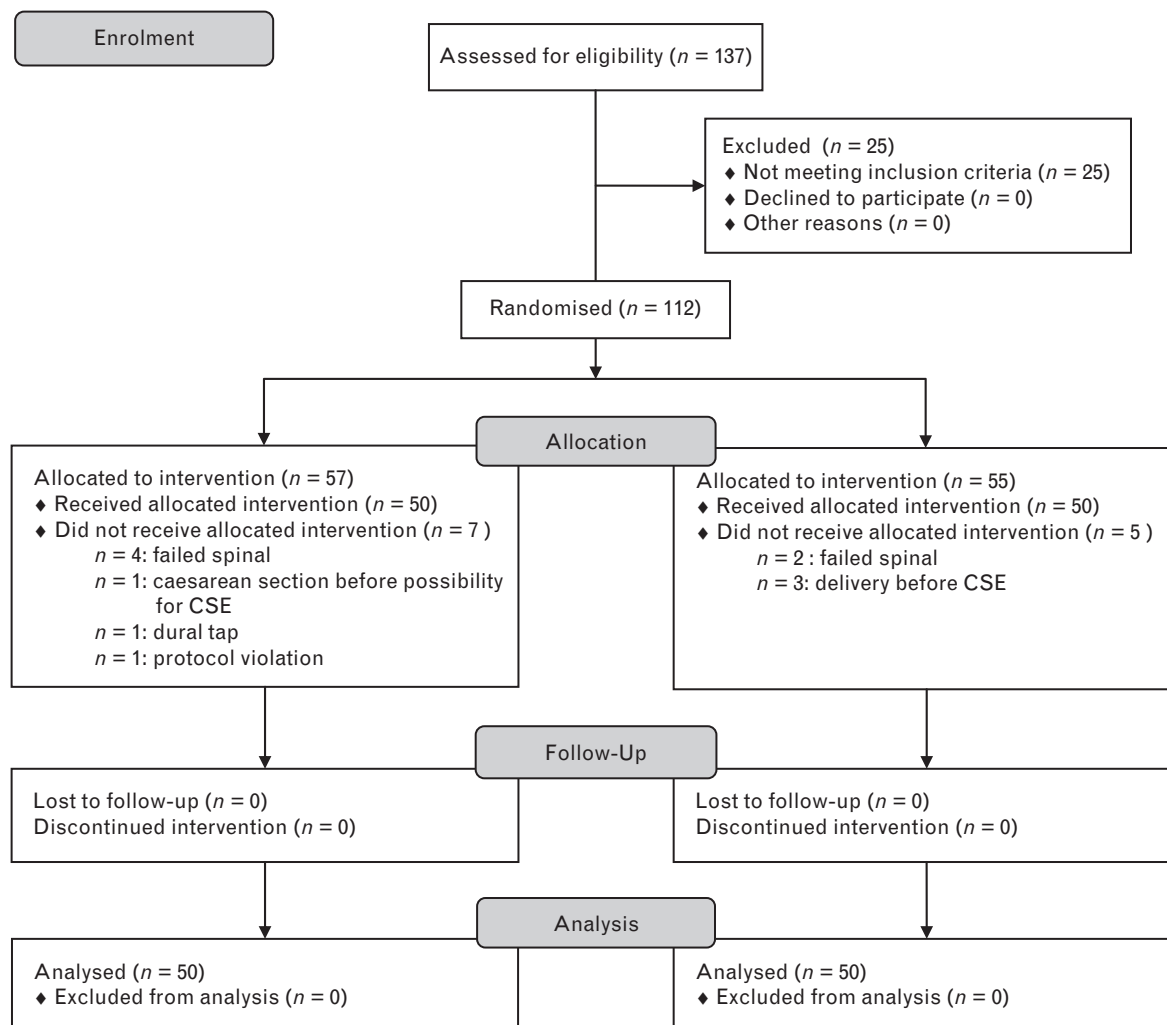 Enrolment
Assessed for eligibility (n = 137)
Excluded (n = 25)
♦ Not meeting inclusion criteria (n = 25)
♦ Declined to participate (n = 0)
♦ Other reasons (n = 0)
Randomised (n = 112)
Allocation
Allocated to intervention (n = 57)
♦ Received allocated intervention (n = 50)
♦ Did not receive allocated intervention (n = 7 )
n = 4: failed spinal
n = 1: caesarean section before possibility
for CSE
n = 1: dural tap
n = 1: protocol violation
Allocated to intervention (n = 55)
♦ Received allocated intervention (n = 50)
♦ Did not receive allocated intervention (n = 5 )
n = 2 : failed spinal
n = 3: delivery before CSE
Follow-Up
Lost to follow-up (n = 0)
Discontinued intervention (n = 0)
Lost to follow-up (n = 0)
Discontinued intervention (n = 0)
Analysis
Analysed (n = 50)
♦ Excluded from analysis (n = 0)
Analysed (n = 50)
♦ Excluded from analysis (n = 0)